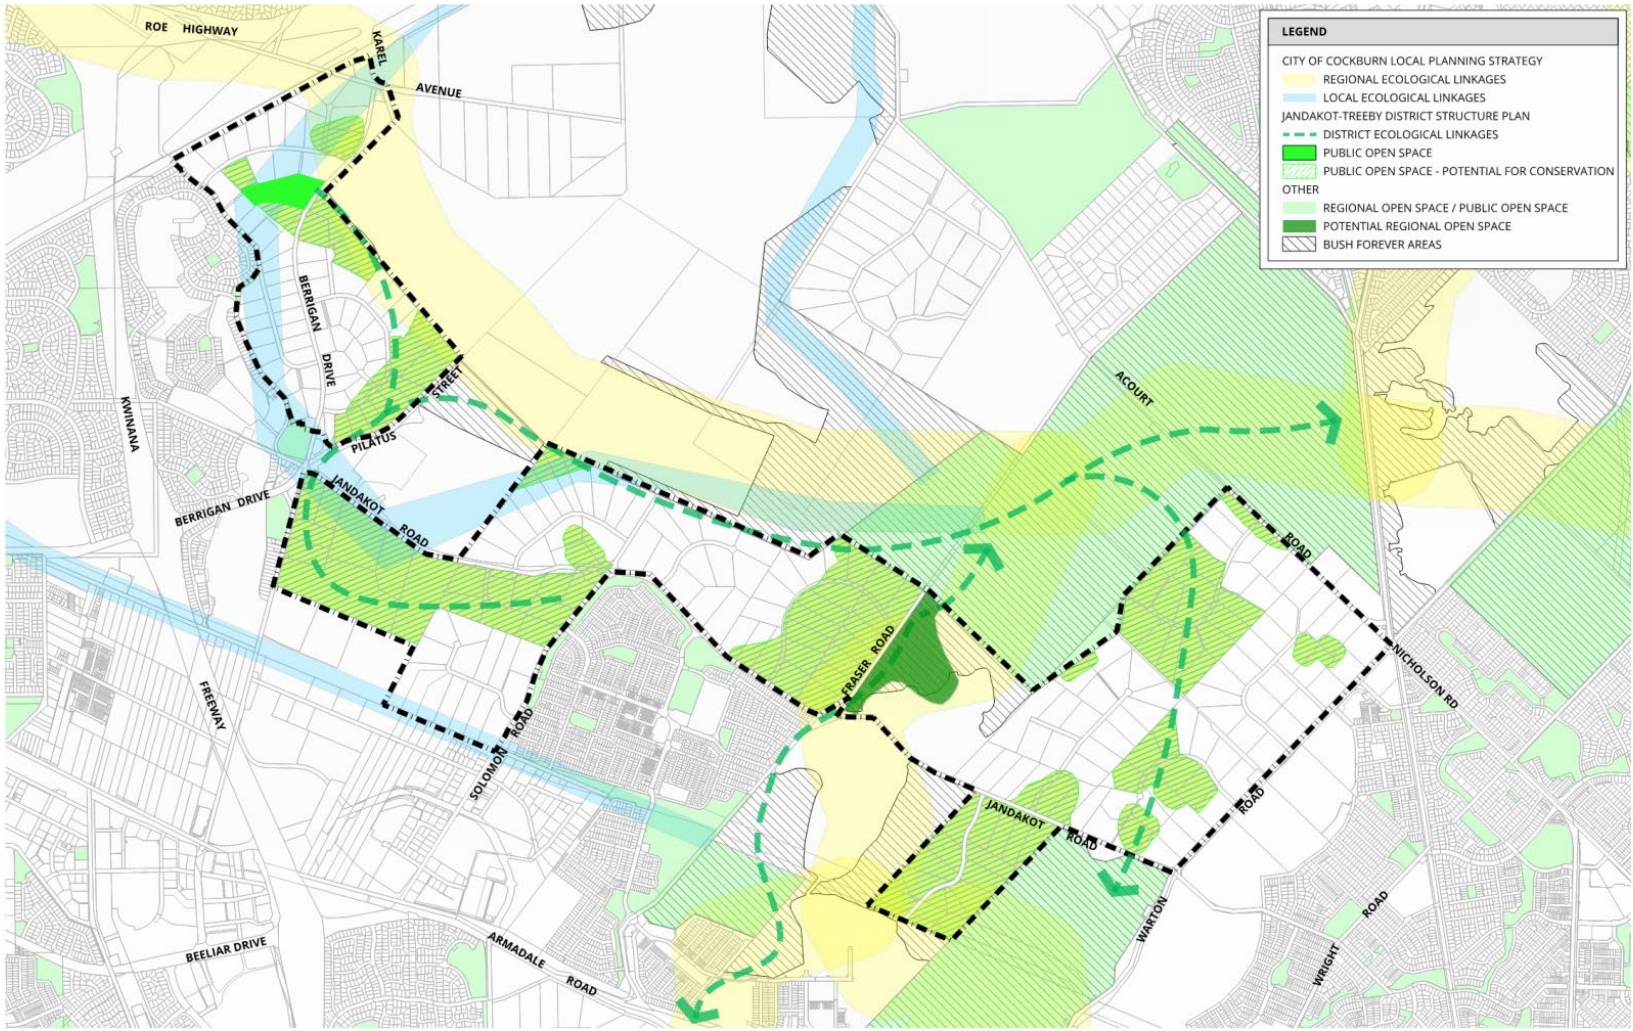 ROE HIGHWAY
KAREL
AVENUE
LEGEND
CITY OF COCKBURN LOCAL PLANNING STRATEGY
REGIONAL ECOLOGICAL LINKAGES
LOCAL ECOLOGICAL LINKAGES
JANDAKOT-TREEBY DISTRICT STRUCTURE PLAN
DISTRICT ECOLOGICAL LINKAGES
PUBLIC OPEN SPACE
PUBLIC OPEN SPACE - POTENTIAL FOR CONSERVATION
OTHER
REGIONAL OPEN SPACE / PUBLIC OPEN SPACE
POTENTIAL REGIONAL OPEN SPACE
BUSH FOREVER AREAS
BERRIGAN
DRIVE
STREET
PILATUS
KWINANA
ACOURT
BERRIGAN DRIVE
JANDAKOT
ROAD
ROAD
FRASER ROAD
NICHOLSON RD
FREEWAY
SOLOMON ROAD
JANDAKOT
ROAD
ROAD
WARTON
WRIGHT
ROAD
BEELIAR DRIVE
ARMADALE
ROAD